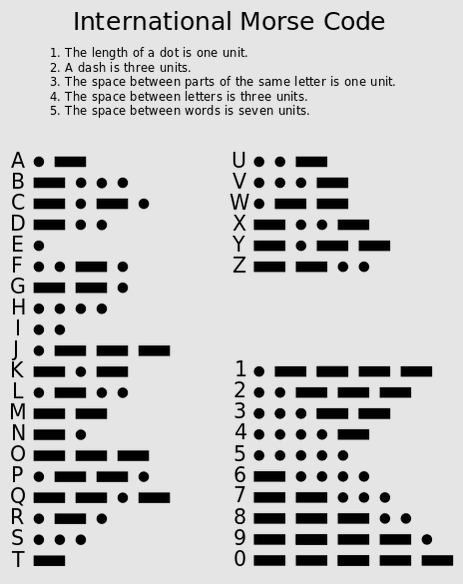 International Morse Code
1. The length of a dot is one unit.
2. A dash is three units.
3. The space between parts of the same letter is one unit.
4. The space between letters is three units.
5. The space between words is seven units.
A
B
C
D
E
F
G
H
I
J
K
L
M
N
O
P
Q
R
S
T
U
V
W
X
Y
Z
1
2
3
4
5
6
7
8
9
0